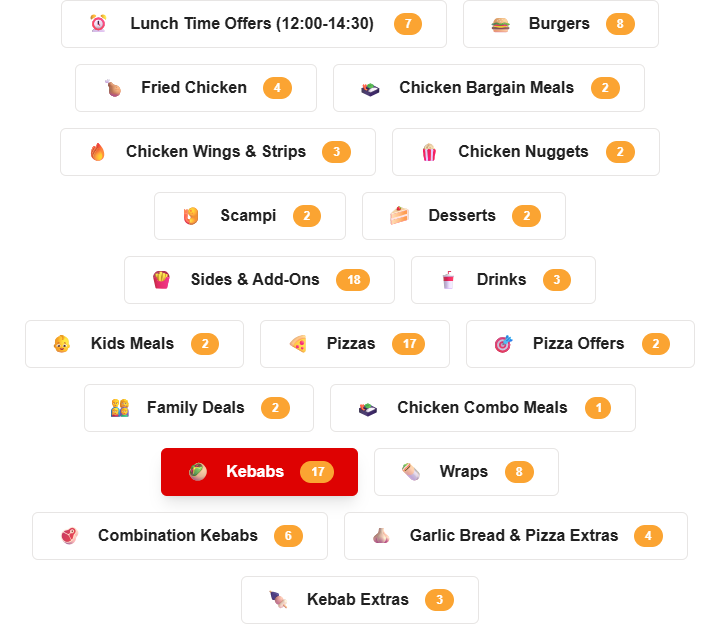 Lunch Time Offers (12:00-14:30) 7 Burgers 8
Fried Chicken 4 Chicken Bargain Meals 2
Chicken Wings & Strips 3 Chicken Nuggets 2
Scampi 2 Desserts 2
Sides & Add-Ons 18 Drinks 3
Kids Meals 2 Pizzas 17 Pizza Offers 2
Family Deals 2 Chicken Combo Meals 1
Kebabs 17 Wraps 8
Combination Kebabs 6 Garlic Bread & Pizza Extras 4
Kebab Extras 3